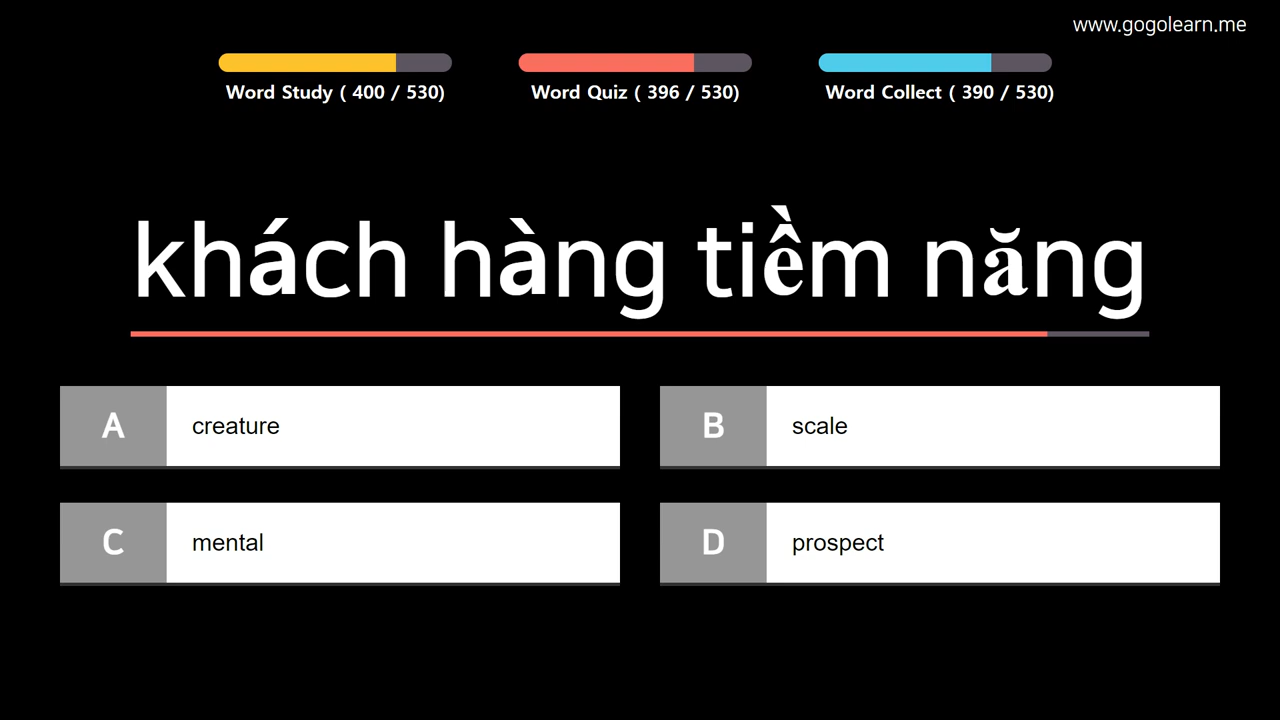 www.gogolearn.me
Word Study ( 400 / 530)
Word Quiz ( 396 / 530)
Word Collect ( 390 / 530)
khách hàng tiềm năng
A creature
B scale
C mental
D prospect